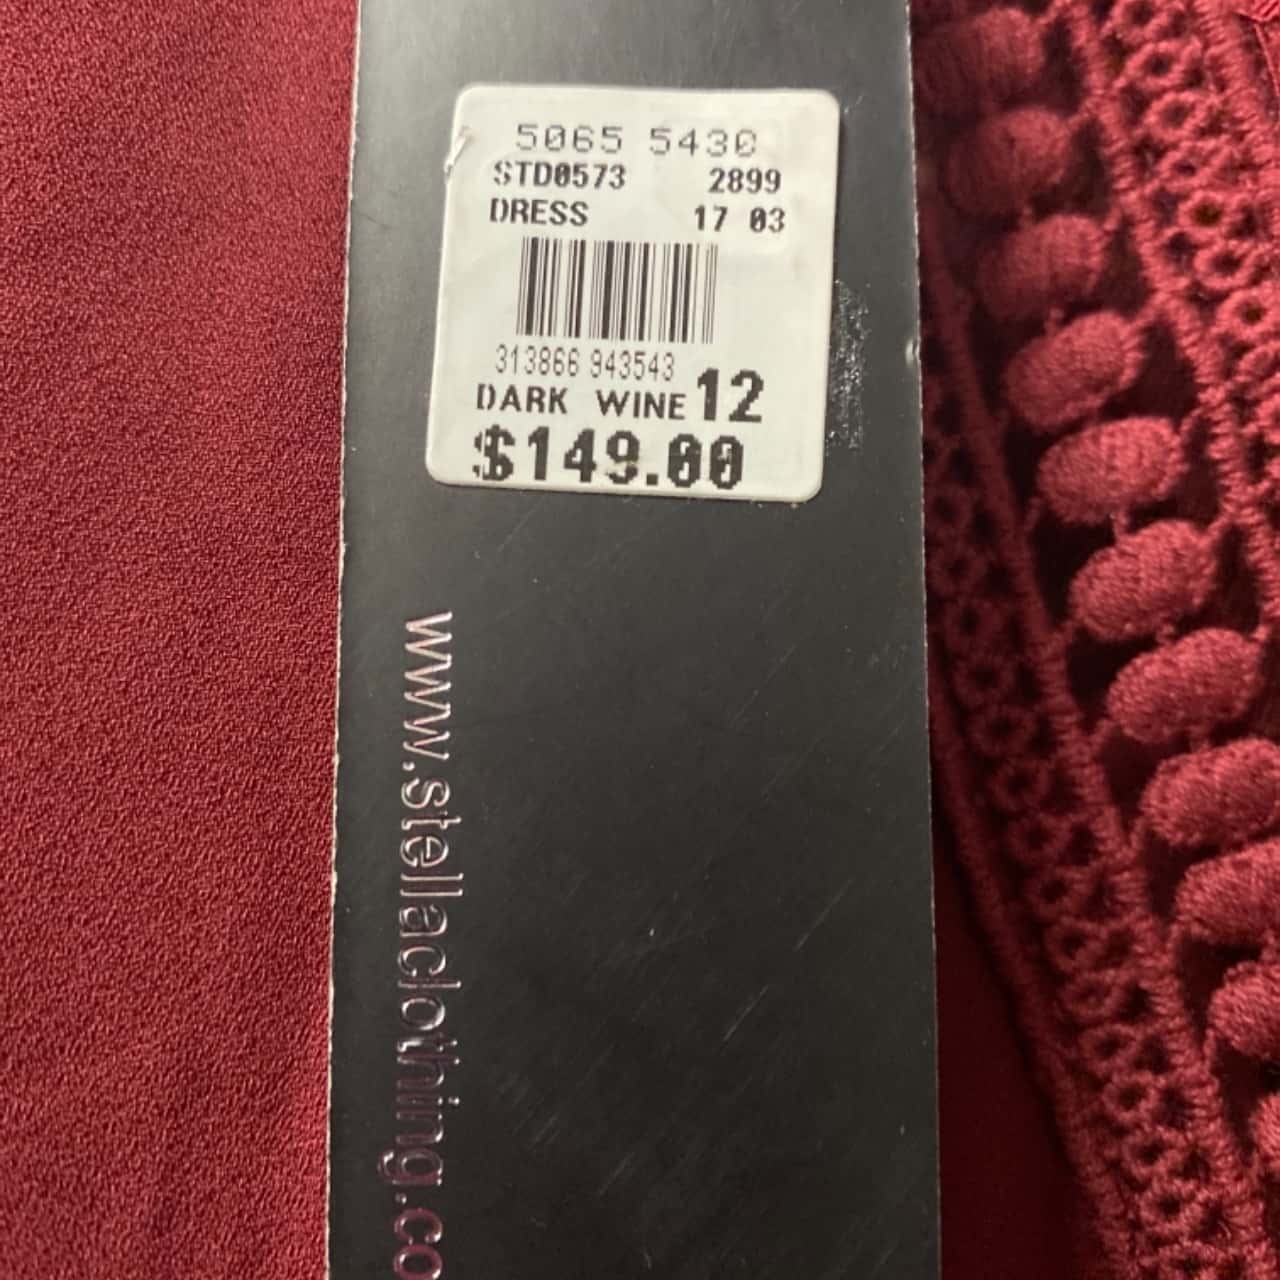 5065 5430
STD0573 2899
DRESS 17 03
313866 943543
DARK WINE 12
$149.00
www.stellaclothing.co